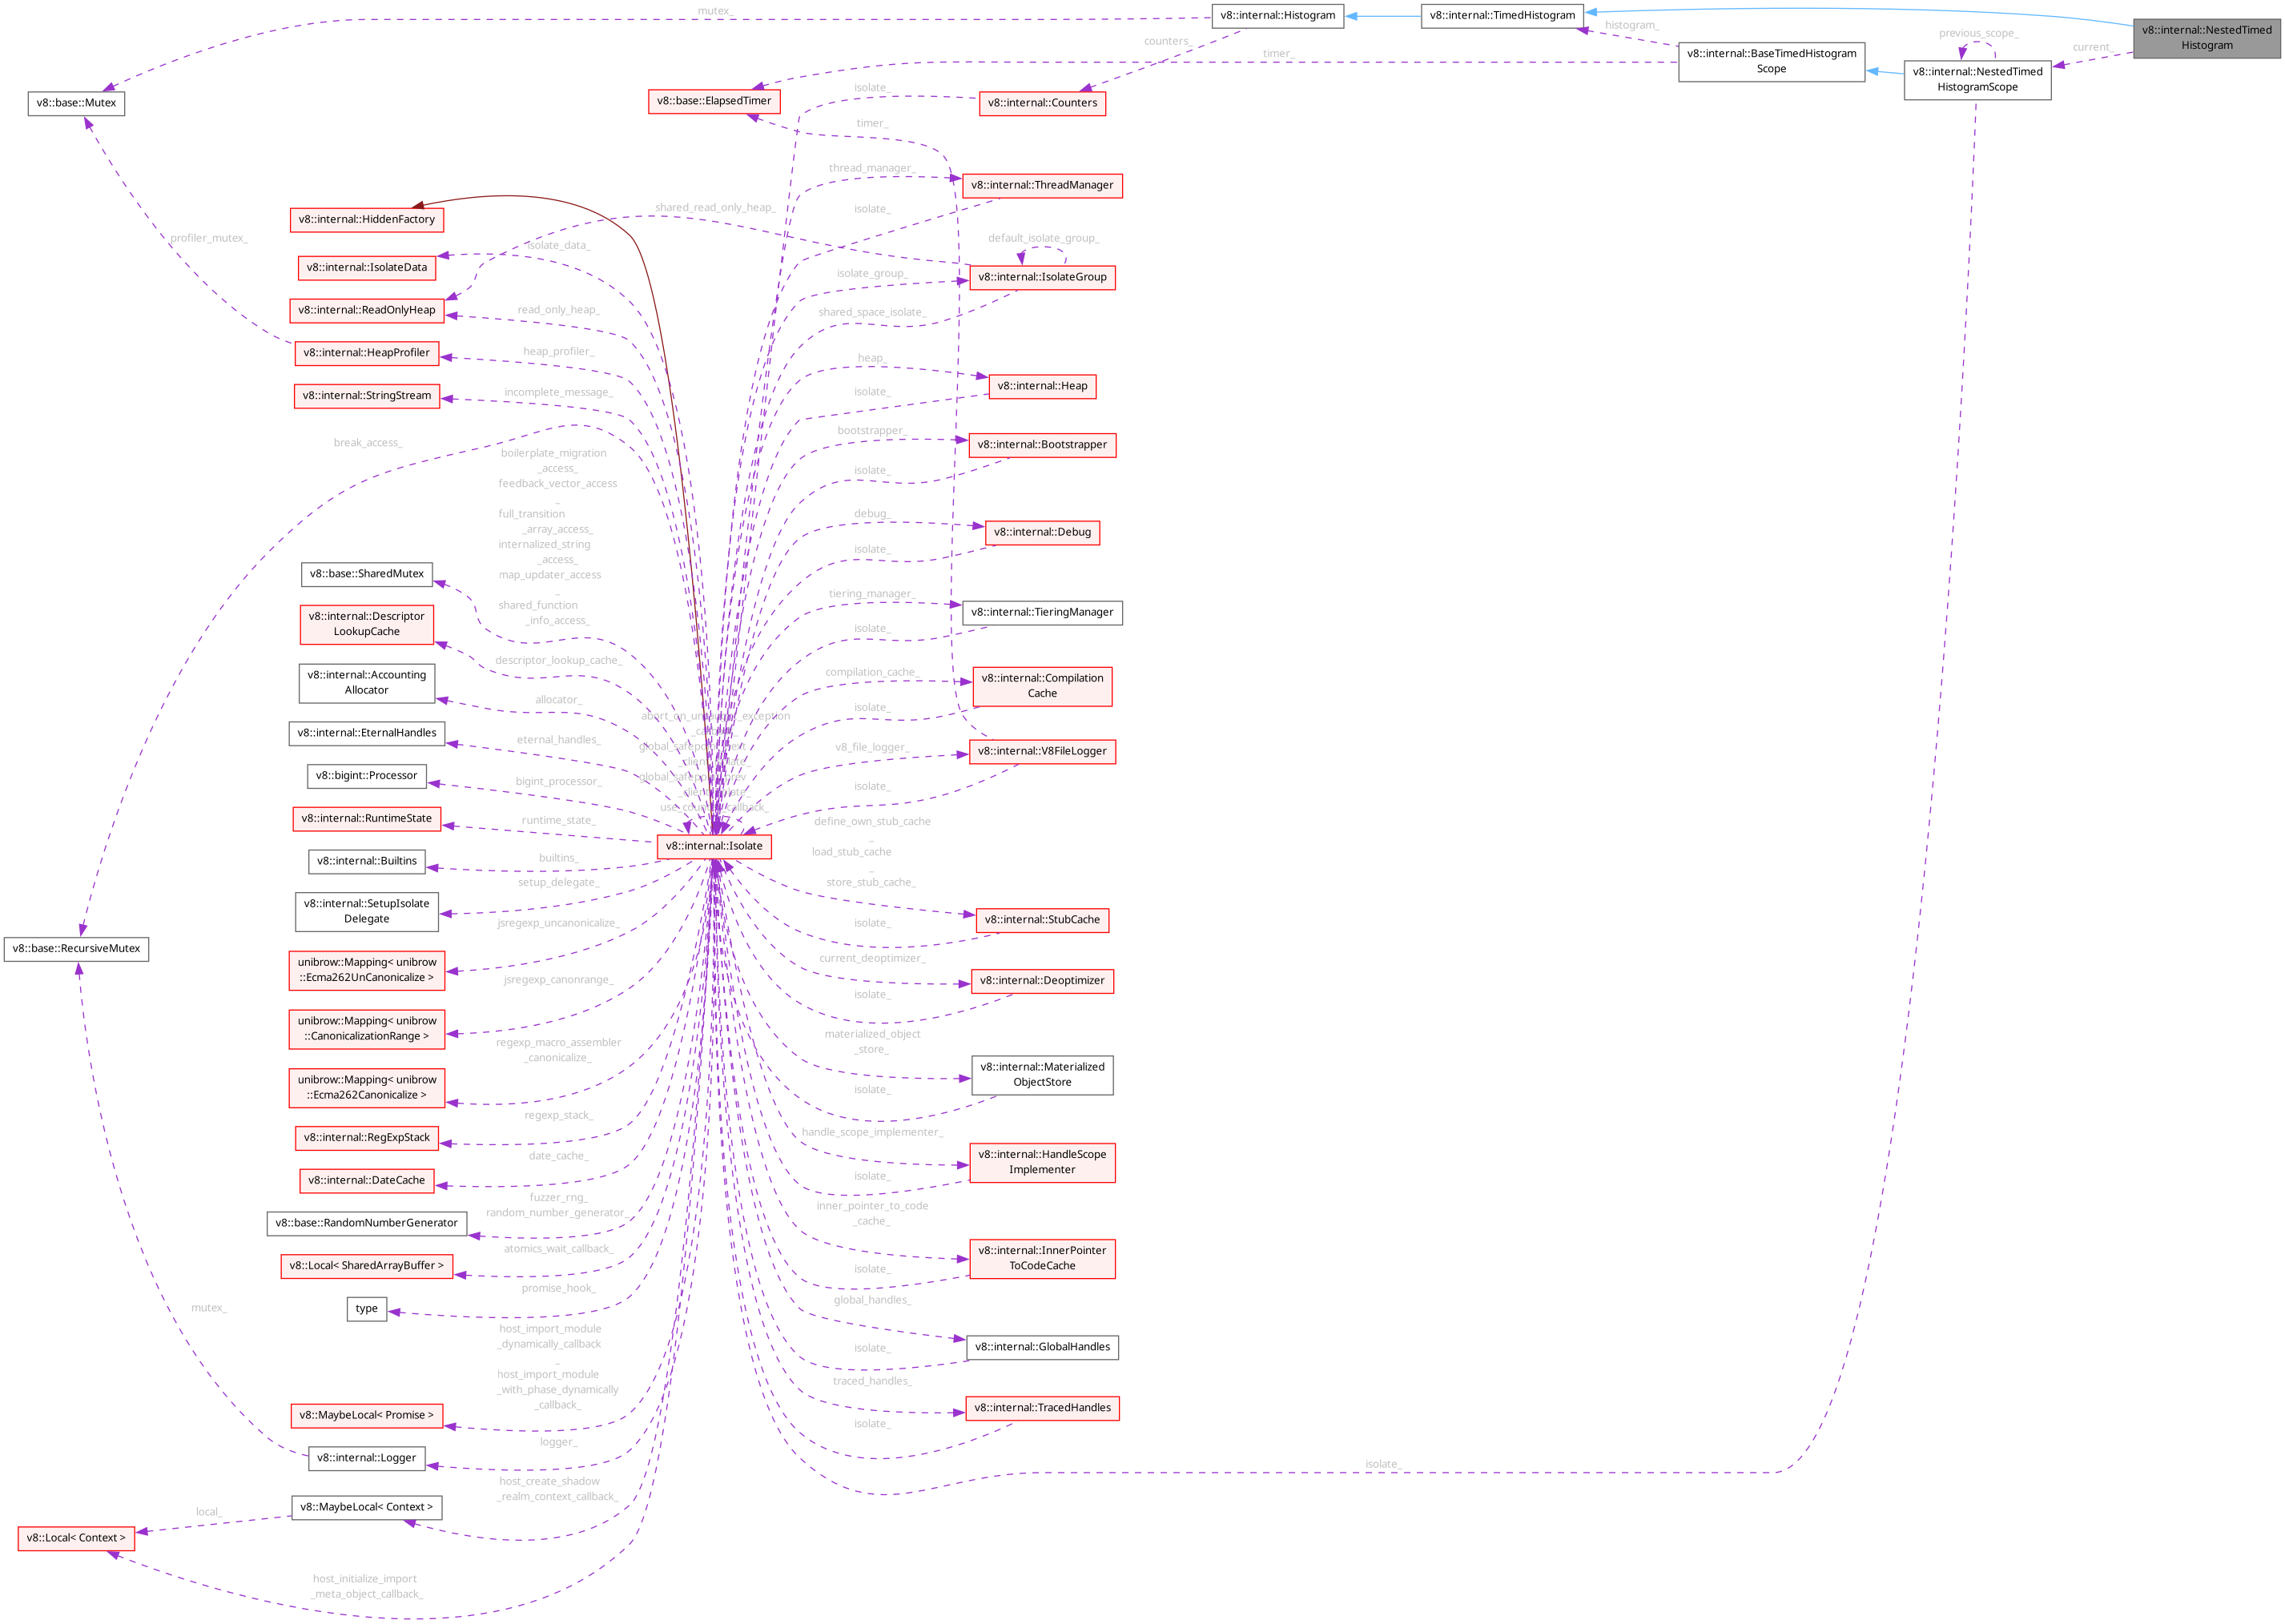 mutex_
v8::internal::Histogram
v8::internal::TimedHistogram
v8::internal::NestedTimed
Histogram
histogram_
previous_scope_
current_
counters_
timer_
v8::internal::BaseTimedHistogram
Scope
v8::internal::NestedTimed
HistogramScope
v8::base::Mutex
v8::base::ElapsedTimer
isolate_
v8::internal::Counters
timer_
thread_manager_
v8::internal::ThreadManager
v8::internal::HiddenFactory
shared_read_only_heap_
isolate_
profiler_mutex_
isolate_data_
default_isolate_group_
v8::internal::IsolateData
isolate_group_
v8::internal::IsolateGroup
v8::internal::ReadOnlyHeap
read_only_heap_
shared_space_isolate_
v8::internal::HeapProfiler
heap_profiler_
heap_
v8::internal::Heap
v8::internal::StringStream
incomplete_message_
isolate_
break_access_
bootstrapper_
v8::internal::Bootstrapper
boilerplate_migration
_access_
feedback_vector_access
_
full_transition
_array_access_
internalized_string
_access_
map_updater_access
_
shared_function
_info_access_
isolate_
debug_
v8::internal::Debug
isolate_
v8::base::SharedMutex
tiering_manager_
v8::internal::TieringManager
v8::internal::Descriptor
LookupCache
isolate_
descriptor_lookup_cache_
compilation_cache_
v8::internal::Compilation
Cache
v8::internal::Accounting
Allocator
allocator_
isolate_
v8::internal::EternalHandles
eternal_handles_
global_safepoint_prev
use_counter_callback_
v8_file_logger_
v8::internal::V8FileLogger
v8::bigint::Processor
bigint_processor_
isolate_
v8::internal::RuntimeState
runtime_state_
v8::internal::Isolate
define_own_stub_cache
_
load_stub_cache
_
store_stub_cache_
v8::internal::Builtins
builtins_
v8::internal::SetupIsolate
Delegate
setup_delegate_
v8::internal::StubCache
isolate_
v8::base::RecursiveMutex
jsregexp_uncanonicalize_
unibrow::Mapping< unibrow
::Ecma262UnCanonicalize >
current_deoptimizer_
v8::internal::Deoptimizer
jsregexp_canonrange_
isolate_
unibrow::Mapping< unibrow
::CanonicalizationRange >
materialized_object
_store_
regexp_macro_assembler
_canonicalize_
v8::internal::Materialized
ObjectStore
unibrow::Mapping< unibrow
::Ecma262Canonicalize >
isolate_
regexp_stack_
v8::internal::RegExpStack
handle_scope_implementer_
v8::internal::HandleScope
Implementer
date_cache_
v8::internal::DateCache
isolate_
fuzzer_rng_
random_number_generator_
v8::base::RandomNumberGenerator
inner_pointer_to_code
_cache_
atomics_wait_callback_
v8::Local< SharedArrayBuffer >
v8::internal::InnerPointer
ToCodeCache
isolate_
promise_hook_
type
mutex_
global_handles_
v8::internal::GlobalHandles
isolate_
host_import_module
_dynamically_callback
_
host_import_module
_with_phase_dynamically
_callback_
traced_handles_
v8::MaybeLocal< Promise >
v8::internal::TracedHandles
isolate_
logger_
v8::internal::Logger
isolate_
host_create_shadow
_realm_context_callback_
v8::MaybeLocal< Context >
local_
v8::Local< Context >
host_initialize_import
_meta_object_callback_